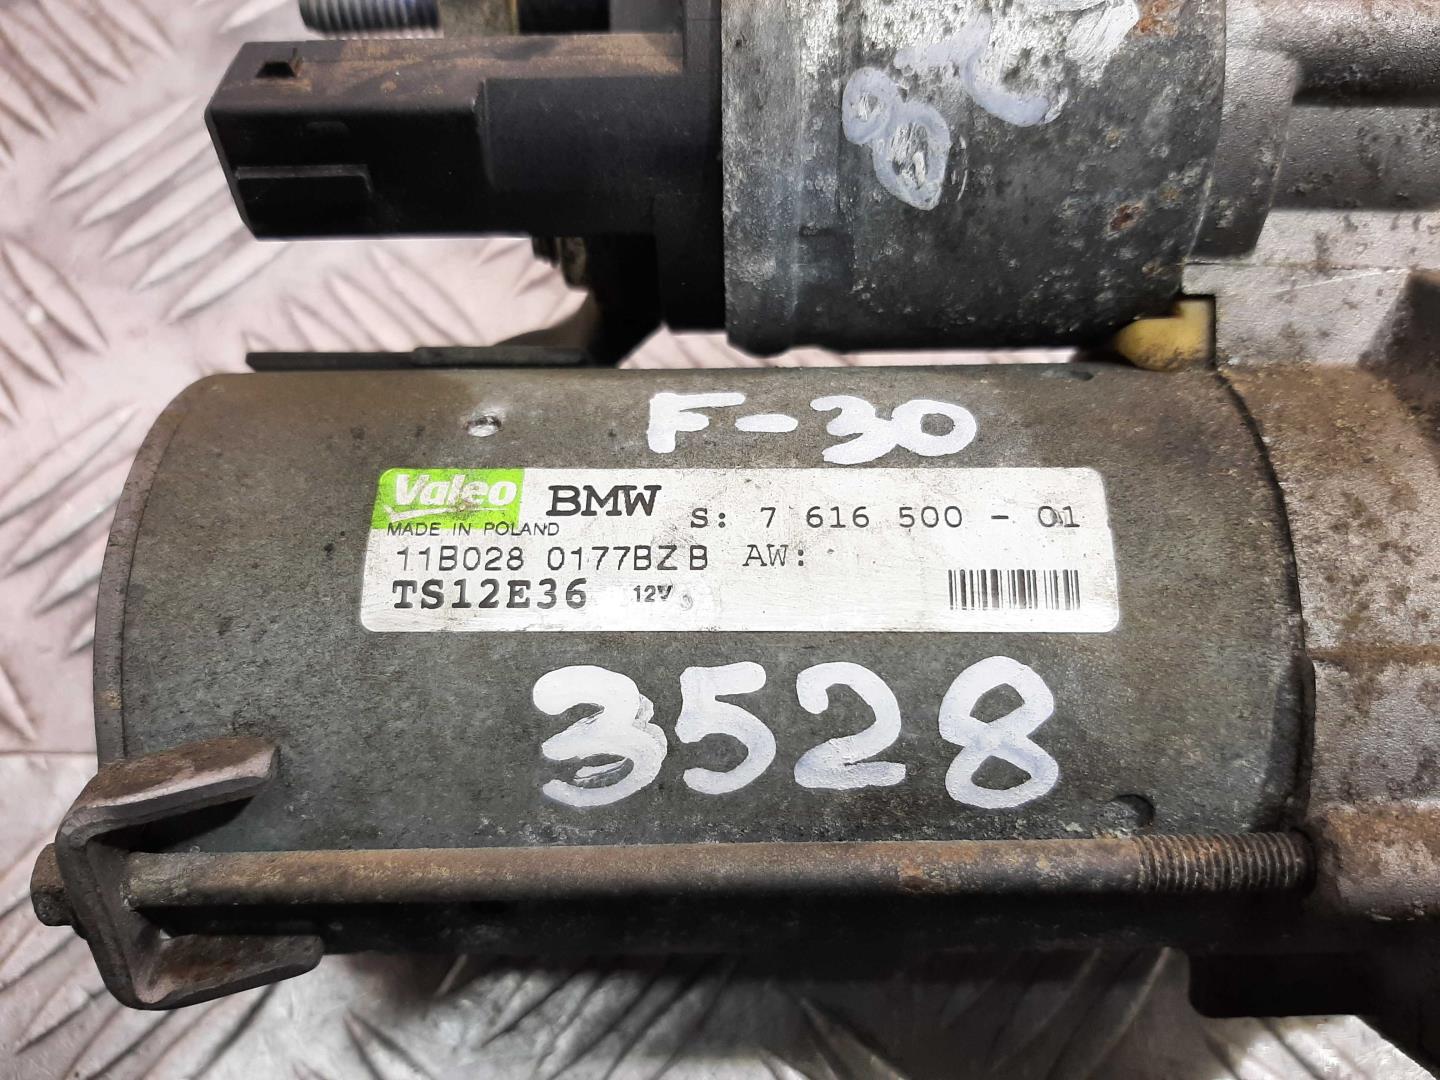 F-30
Valeo BMW S: 7 616 500 - 01
MADE IN POLAND
11B028 0177BZB AW:
TS12E36 12V
3528